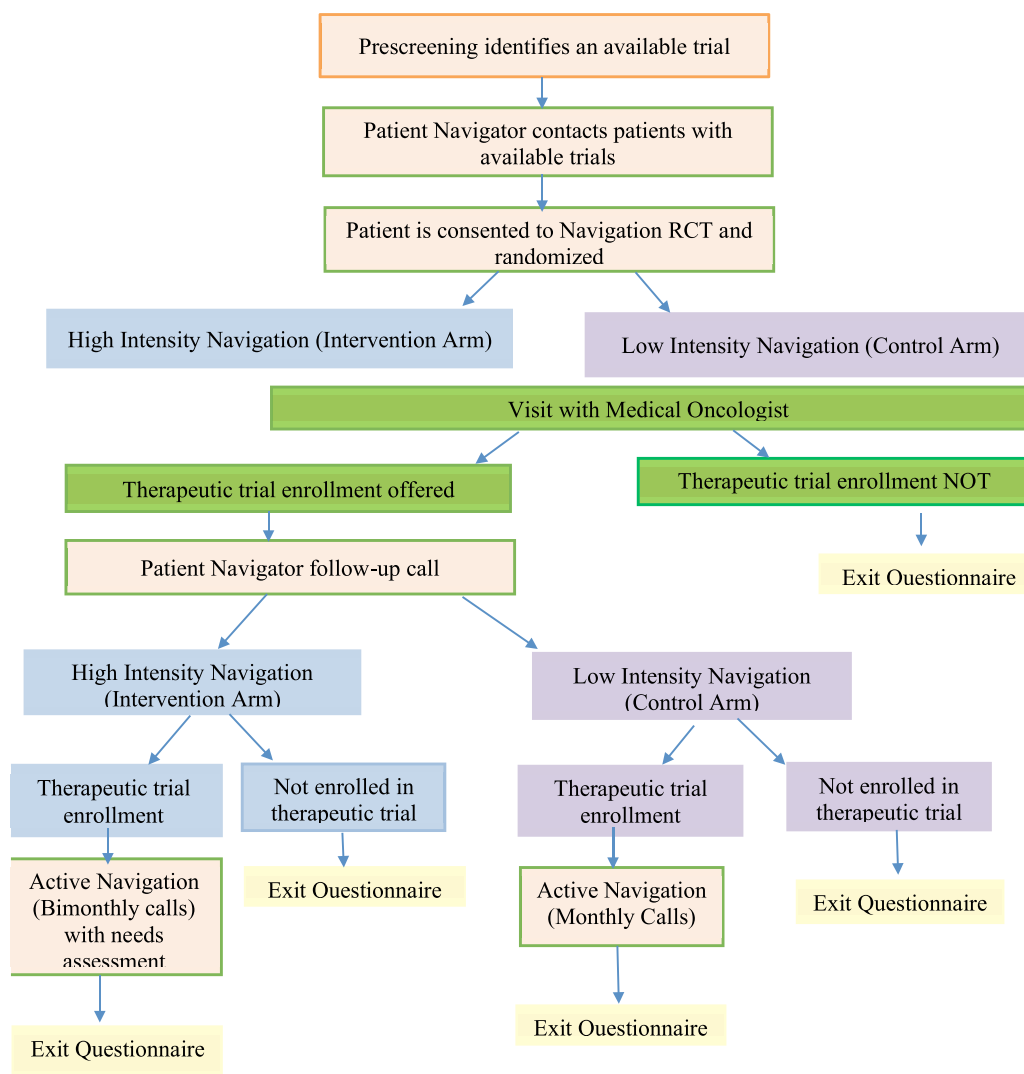 Prescreening identifies an available trial
Patient Navigator contacts patients with
available trials
Patient is consented to Navigation RCT and
randomized
High Intensity Navigation (Intervention Arm)
Low Intensity Navigation (Control Arm)
Visit with Medical Oncologist
Therapeutic trial enrollment offered
Therapeutic trial enrollment NOT
Patient Navigator follow-up call
Exit Questionnaire
High Intensity Navigation
(Intervention Arm)
Low Intensity Navigation
(Control Arm)
Therapeutic trial
enrollment
Not enrolled in
therapeutic trial
Therapeutic trial
enrollment
Not enrolled in
therapeutic trial
Active Navigation
(Bimonthly calls)
with needs
assessment
Exit Questionnaire
Active Navigation
(Monthly Calls)
Exit Questionnaire
Exit Questionnaire
Exit Questionnaire